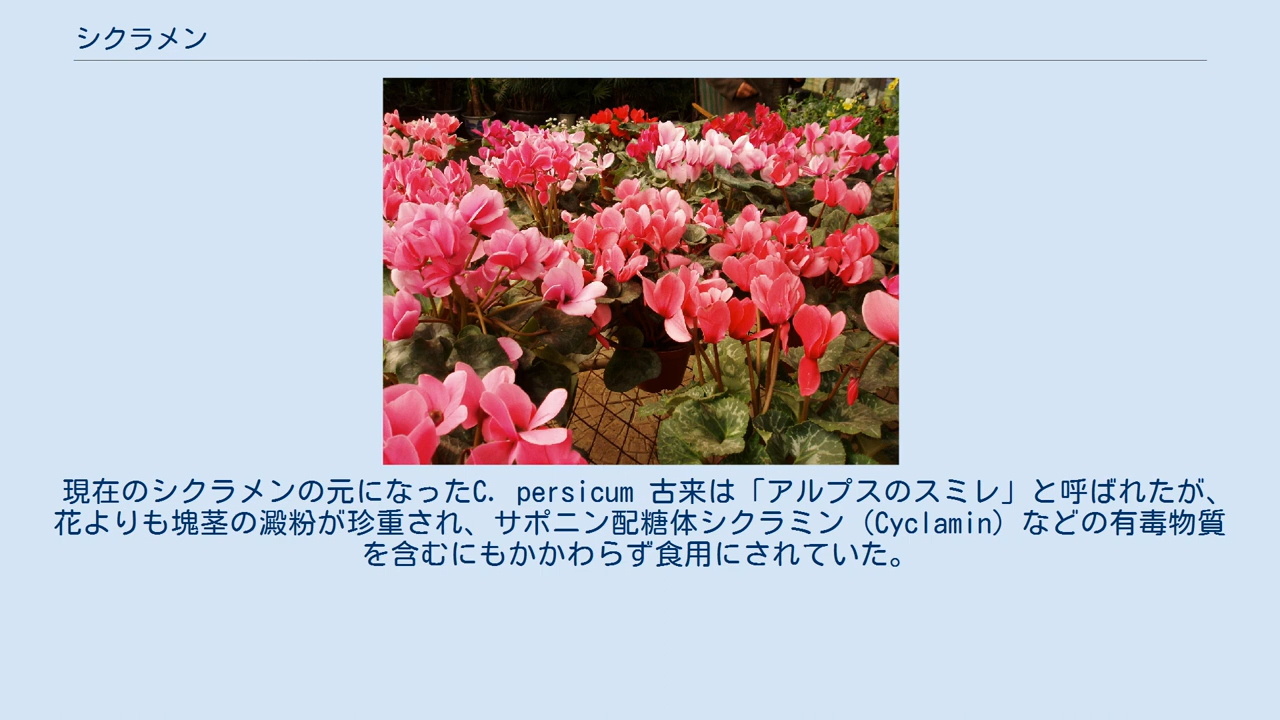 シクラメン
現在のシクラメンの元になったC. persicum 古来は「アルプスのスミレ」と呼ばれたが、
花よりも塊茎の澱粉が珍重され、サポニン配糖体シクラミン（Cyclamin）などの有毒物質
を含むにもかかわらず食用にされていた。